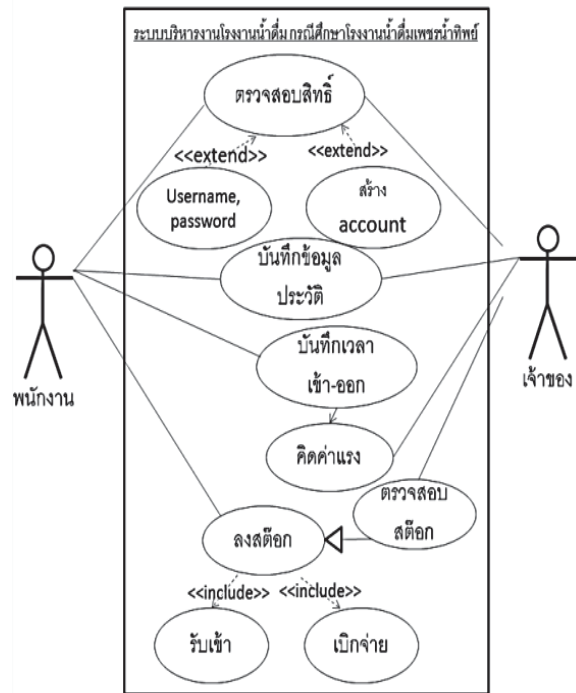 ระบบบริหารงานโรงงานน้ำดื่ม กรณีศึกษาโรงงานน้ำดื่มเพชรน้ำทิพย์
ตรวจสอบสิทธิ์
<<extend>>
<<extend>>
Username,
password
สร้าง
account
บันทึกข้อมูล
ประวัติ
บันทึกเวลา
เข้า-ออก
พนักงาน
เจ้าของ
คิดค่าแรง
ตรวจสอบ
สต๊อก
ลงสต๊อก
<<include>>
<<include>>
รับเข้า
เบิกจ่าย